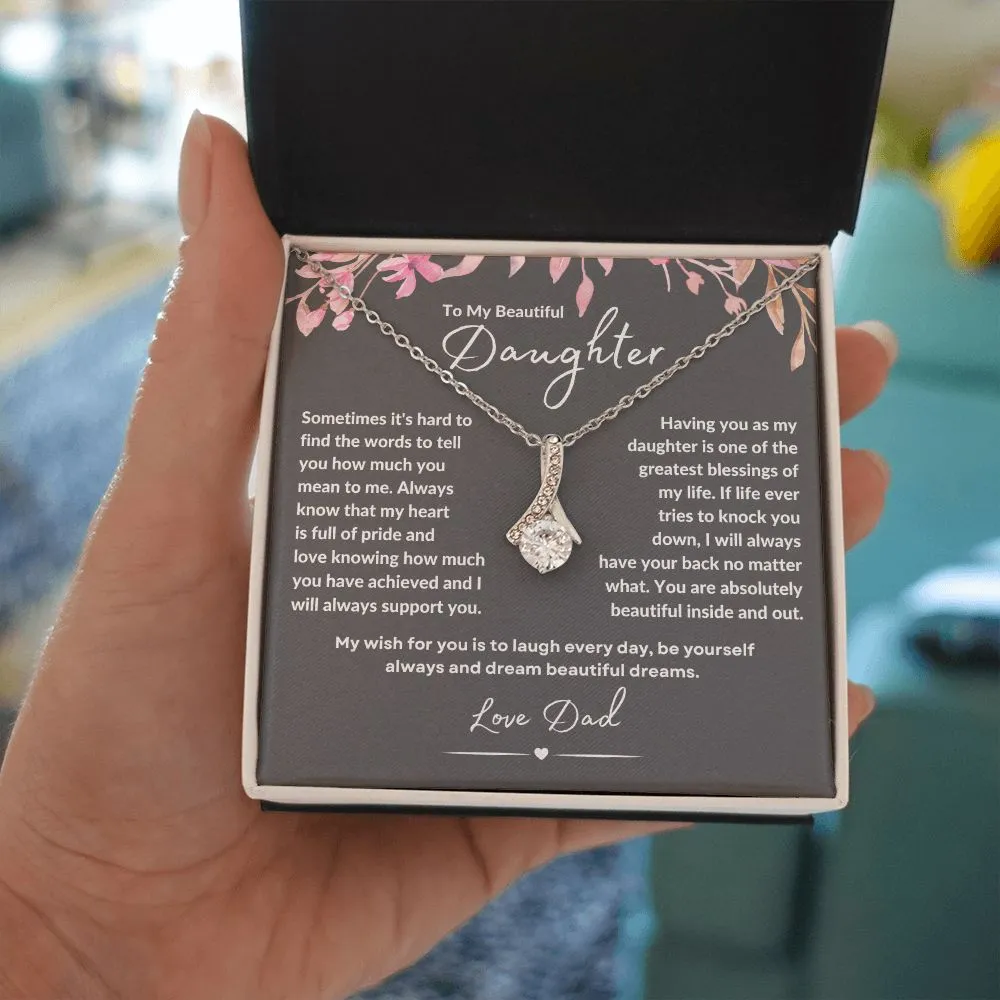 To My Beautiful
Daughter
Sometimes it's hard to
find the words to tell
you how much you
mean to me. Always
know that my heart
is full of pride and
love knowing how much
you have achieved and I
will always support you.
Having you as my
daughter is one of the
greatest blessings of
my life. If life ever
tries to knock you
down, I will always
have your back no matter
what. You are absolutely
beautiful inside and out.
My wish for you is to laugh every day, be yourself
always and dream beautiful dreams.
Love Dad